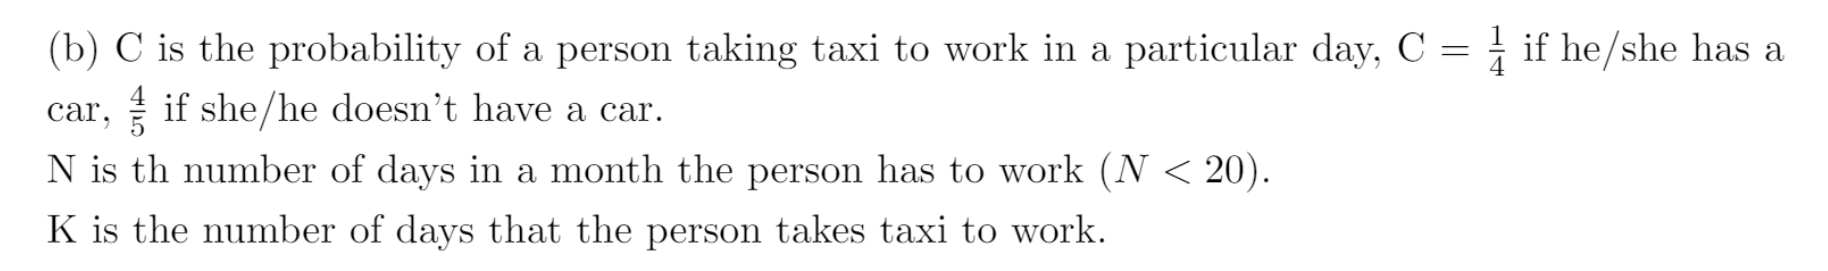 (b) C is the probability of a person taking taxi to work in a particular day, C = 1/4 if he/she has a
car, 4/5 if she/he doesn't have a car.
N is th number of days in a month the person has to work (N < 20).
K is the number of days that the person takes taxi to work.